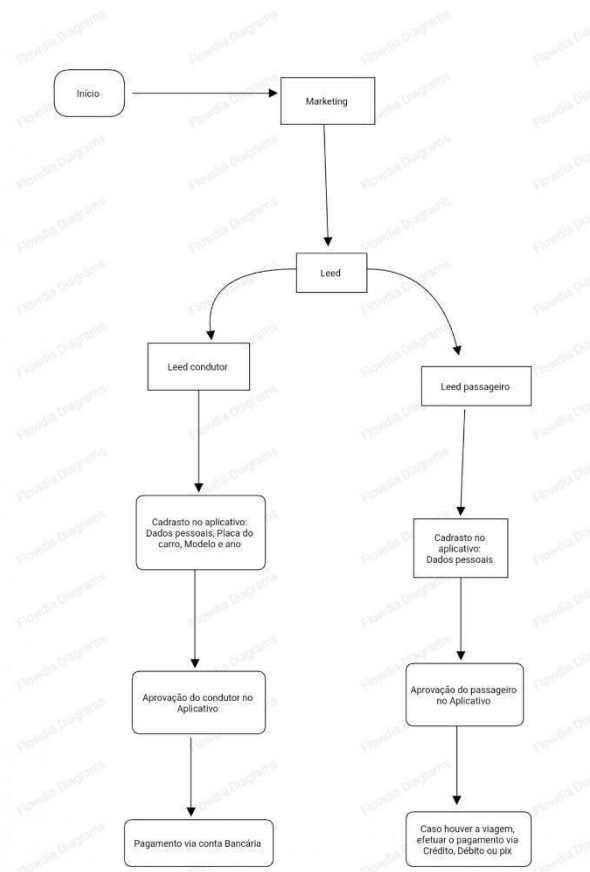 Início
Marketing
Leed
Leed condutor
Leed passageiro
Cadrasto no aplicativo:
Dados pessoais, Placa do
carro, Modelo e ano
Cadrasto no
aplicativo:
Dados pessoais
Aprovação do condutor no
Aplicativo
Aprovação do passageiro
no Aplicativo
Pagamento via conta Bancária
Caso houver a viagem,
efetuar o pagamento via
Crédito, Débito ou pix
Flowdia Diagrams